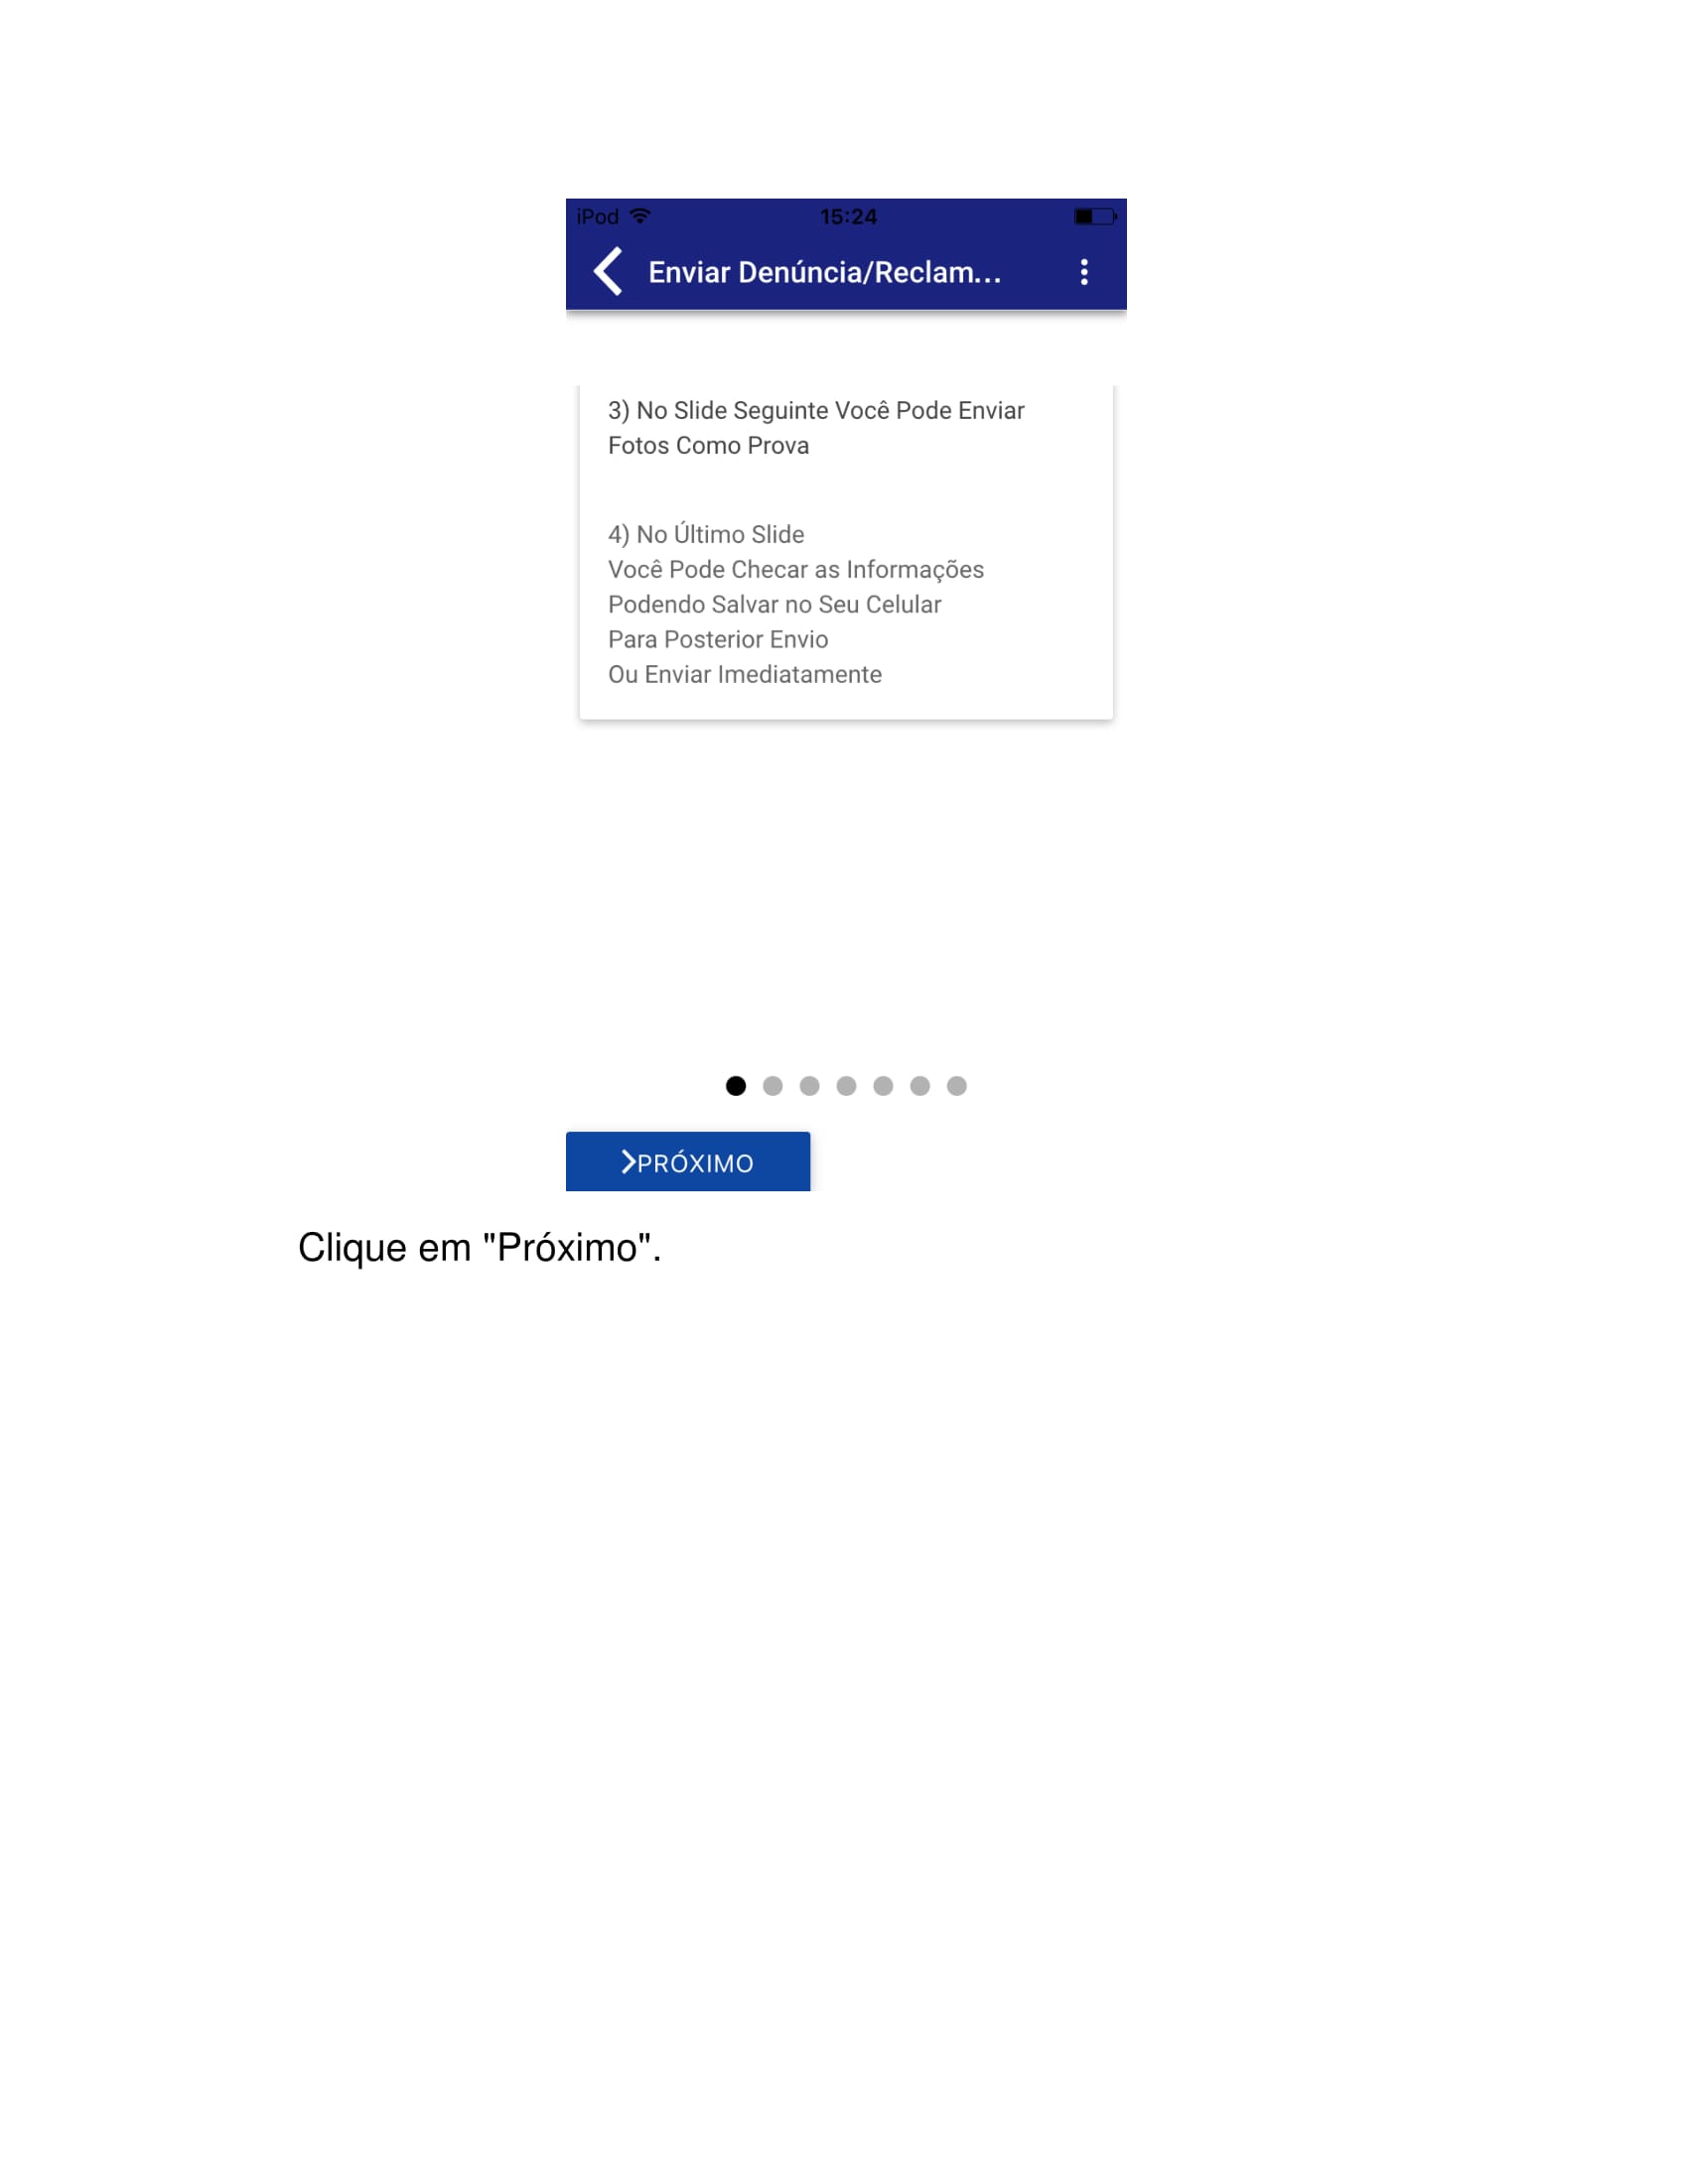 iPod 15:24
Enviar Denúncia/Reclam...
3) No Slide Seguinte Você Pode Enviar
Fotos Como Prova
4) No Último Slide
Você Pode Checar as Informações
Podendo Salvar no Seu Celular
Para Posterior Envio
Ou Enviar Imediatamente
PRÓXIMO
Clique em "Próximo".